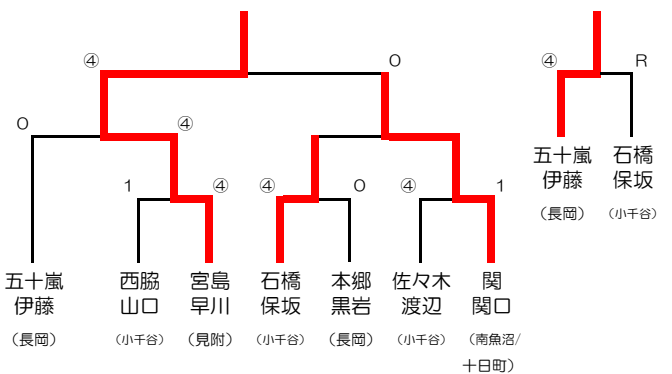 ④ 0 ④ R
0 ④
五十嵐 石橋
伊藤 保坂
1 ④ ④ 0 ④ 1
（長岡） （小千谷）
五十嵐 西脇 宮島 石橋 本郷 佐々木 関
伊藤 山口 早川 保坂 黒岩 渡辺 関口
（長岡） （小千谷） （見附） （小千谷） （長岡） （小千谷） （南魚沼/
十日町）